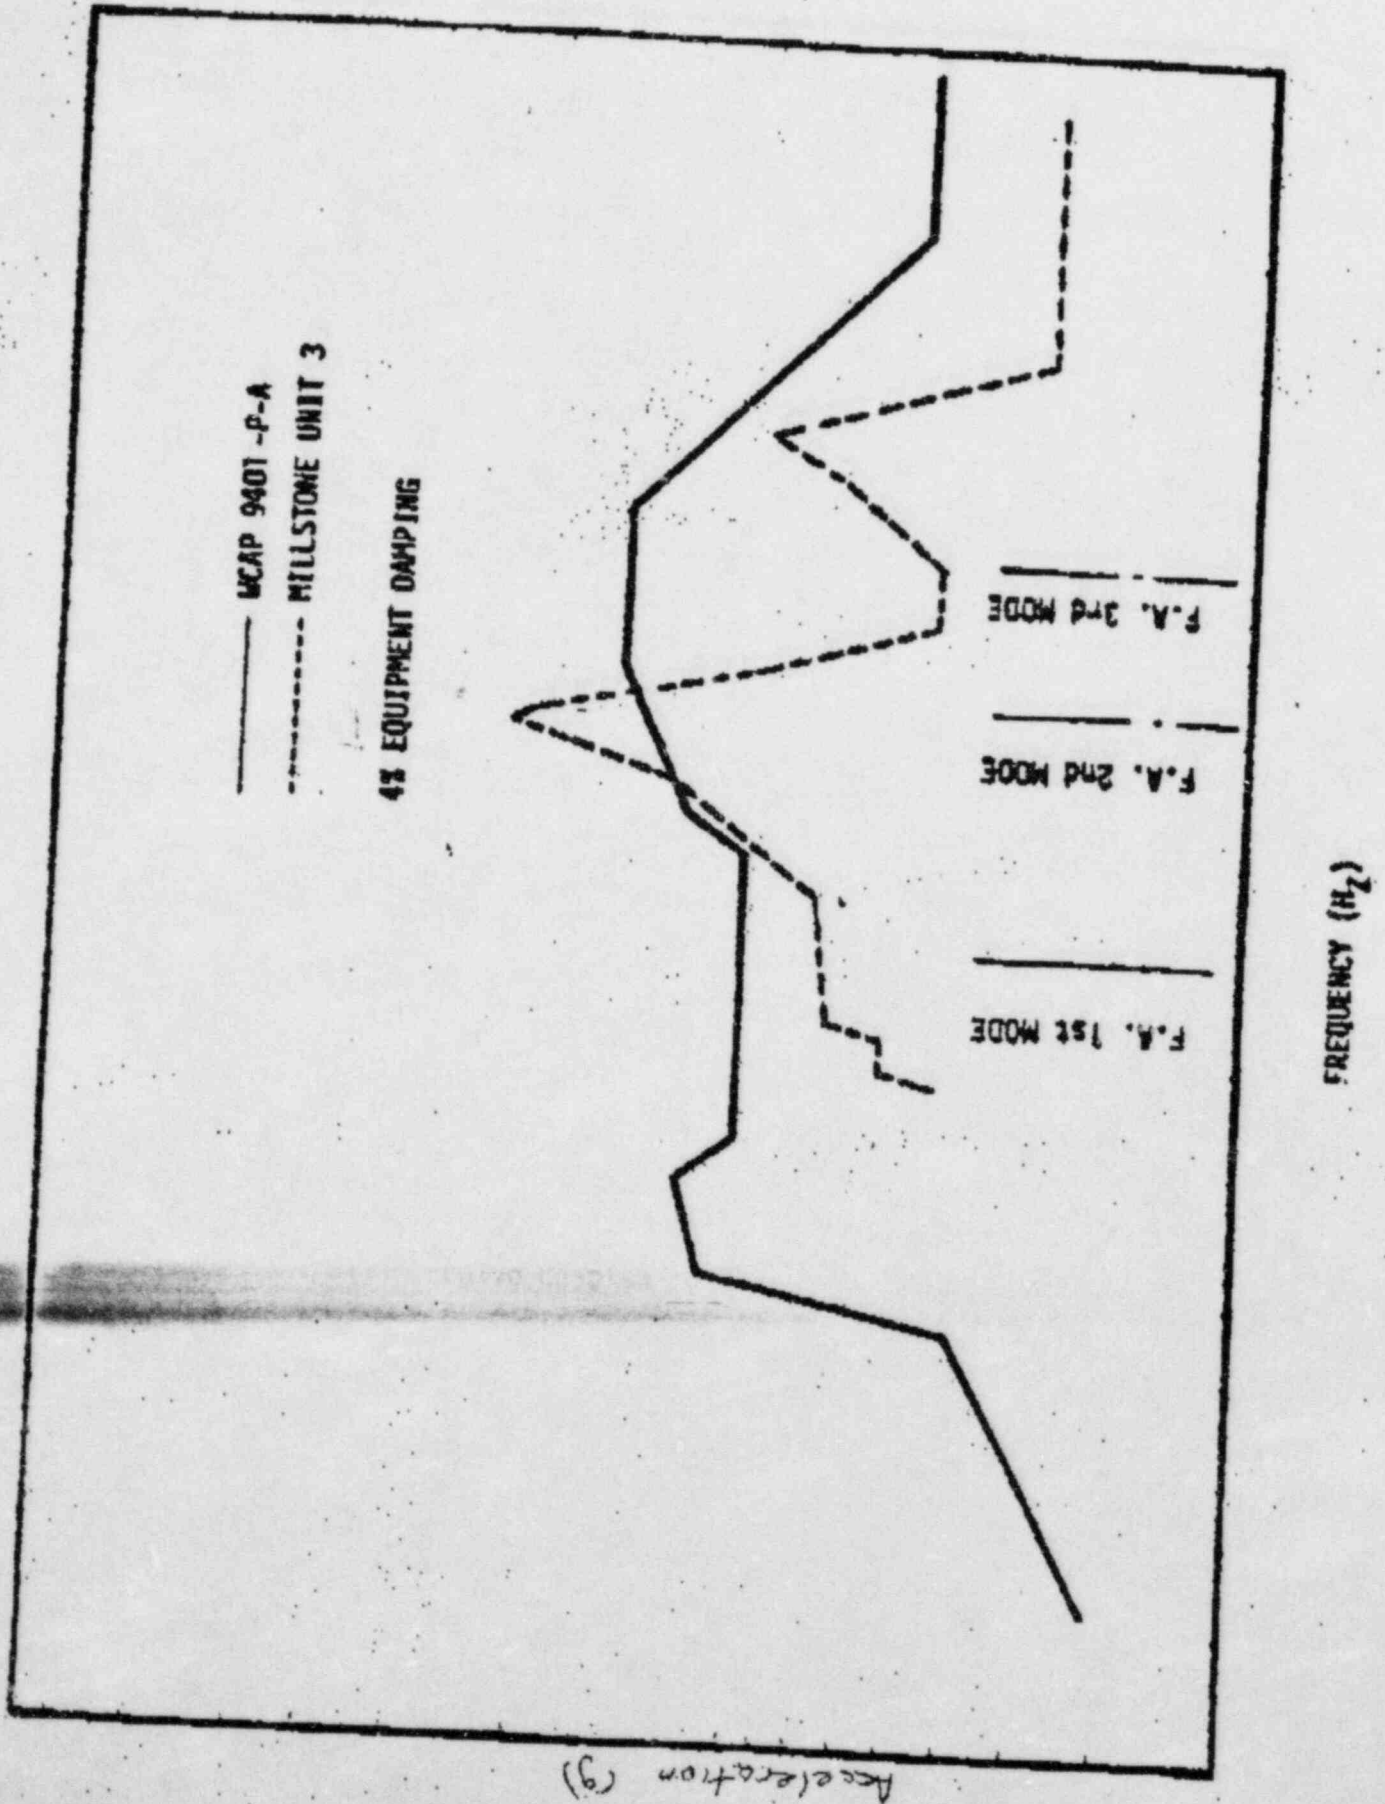 WCAP 9401-P-A
MILLSTONE UNIT 3
4% EQUIPMENT DAMPING
F.A. 3rd MODE
F.A. 2nd MODE
F.A. 1st MODE
FREQUENCY (HZ)
Acceleration (g)